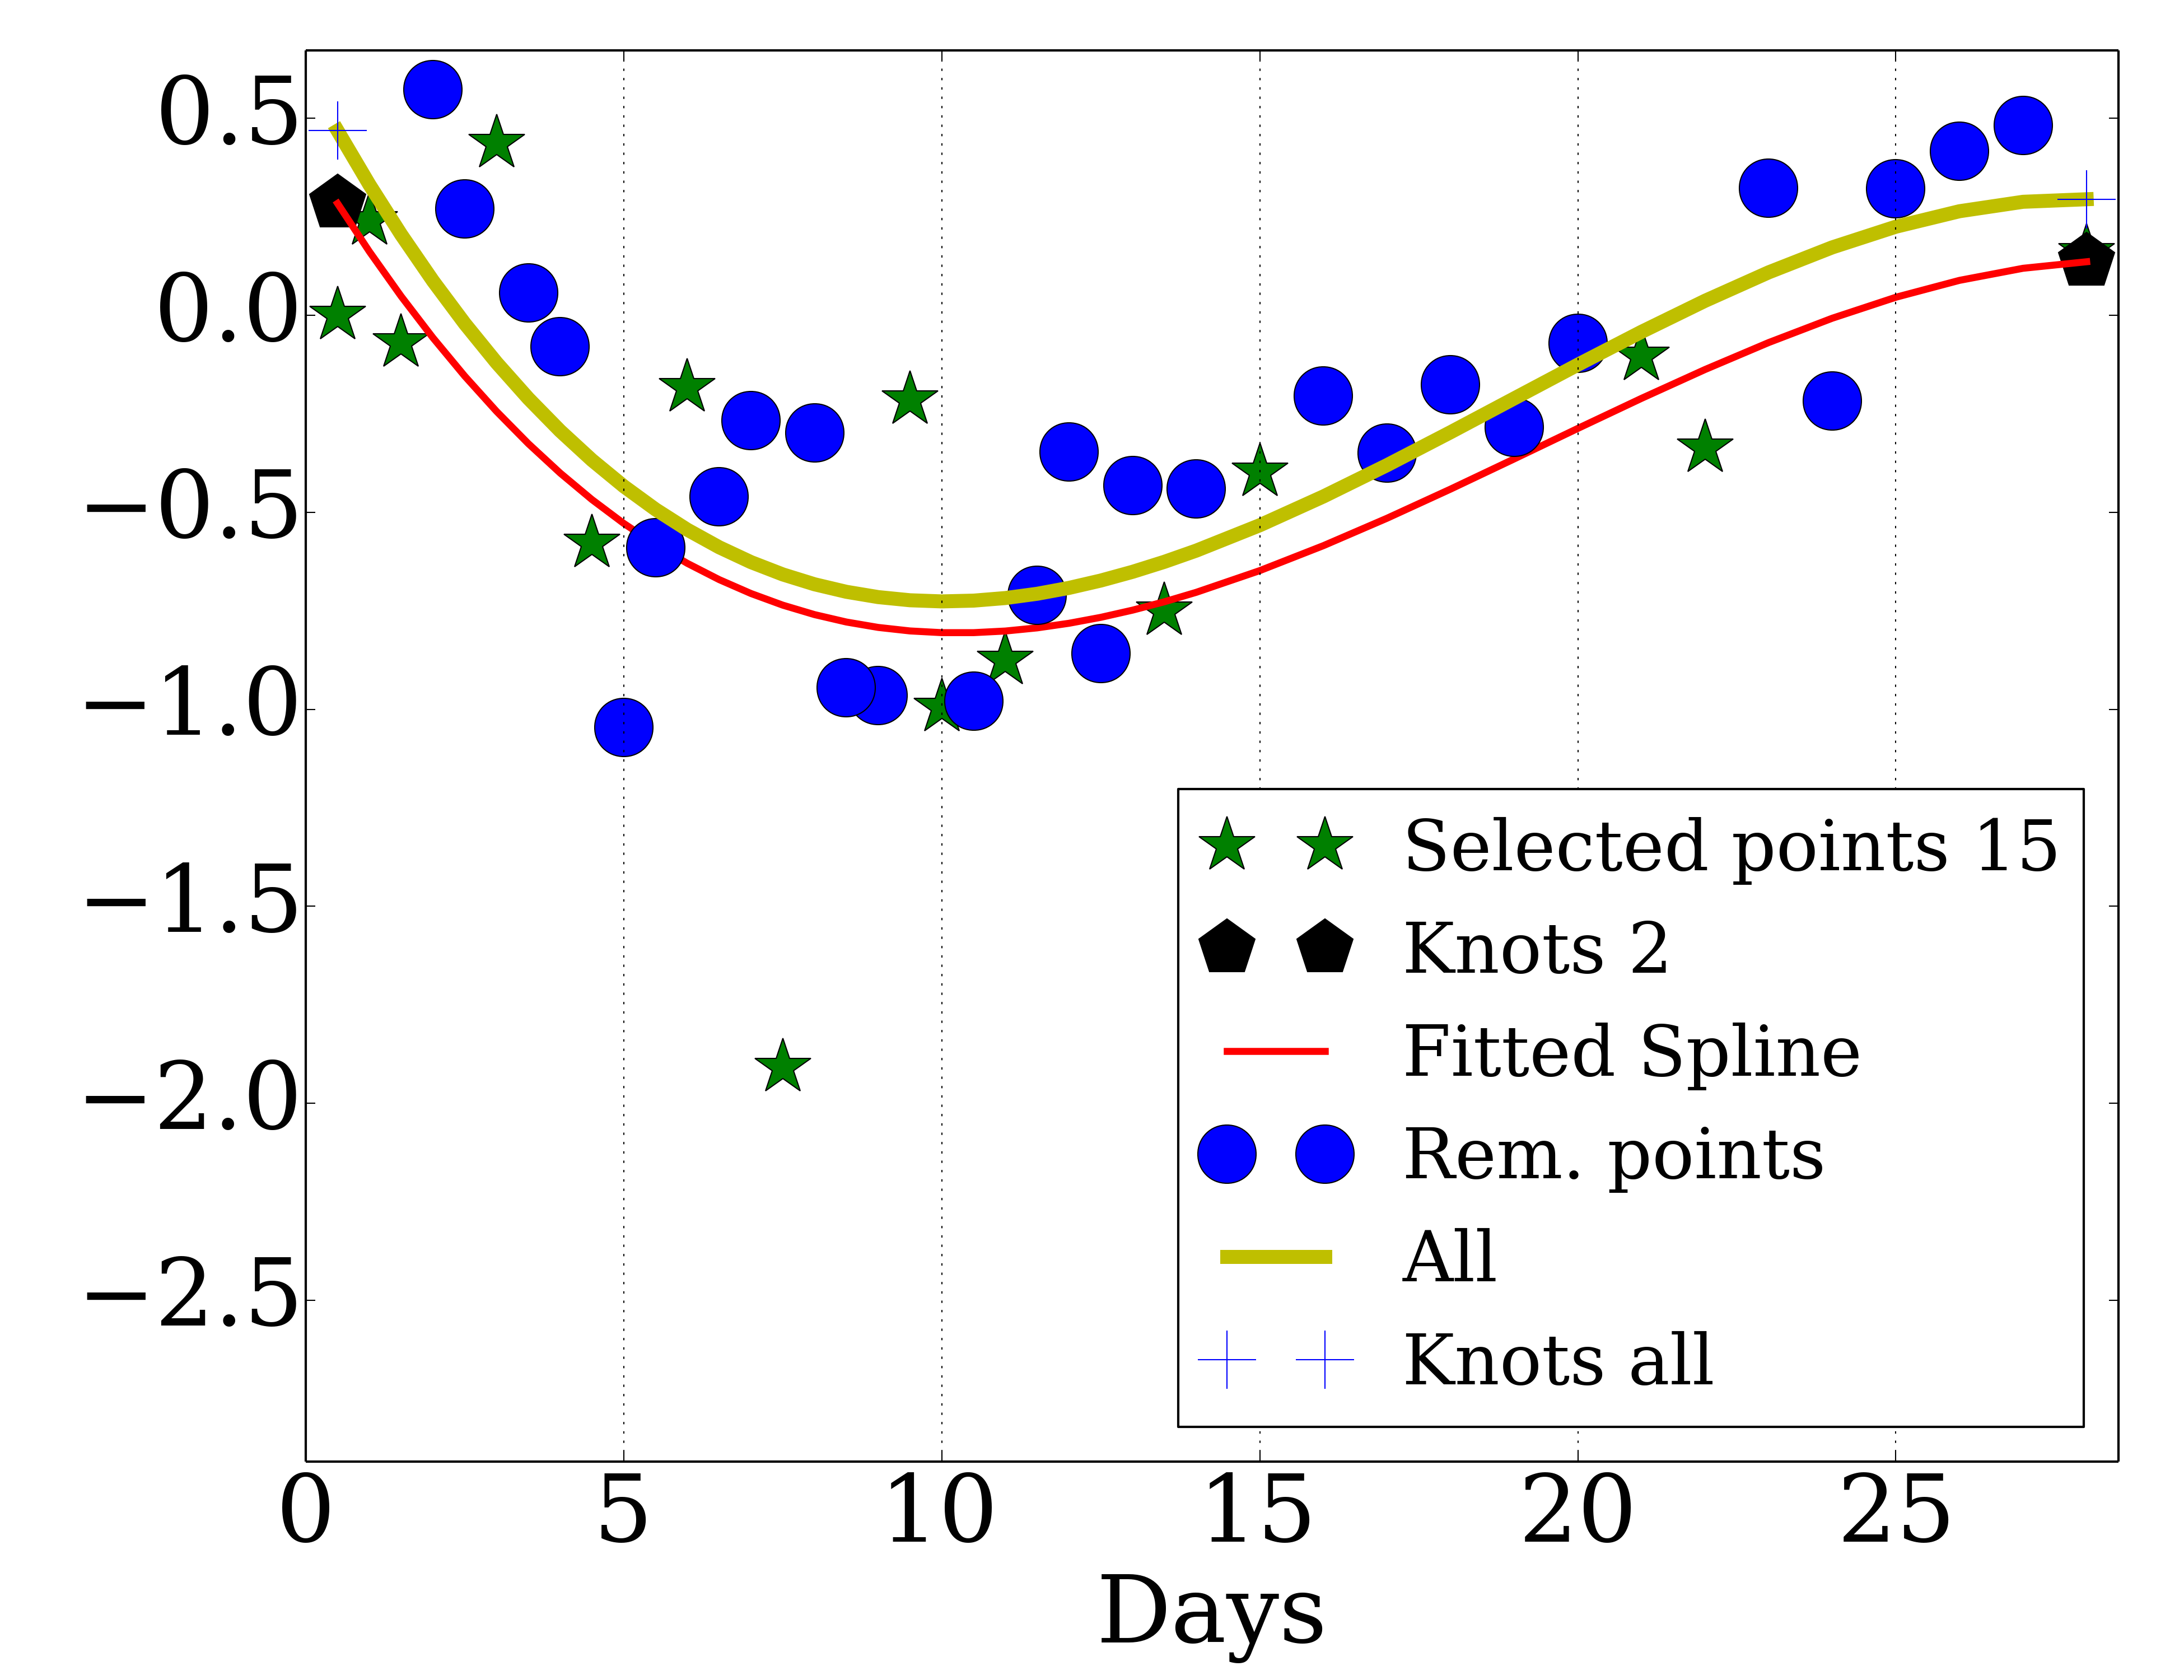 0.5
0.0
−0.5
−1.0
−1.5
−2.0
−2.5
Selected points 15
Knots 2
Fitted Spline
Rem. points
All
Knots all
0 5 10 15 20 25
Days